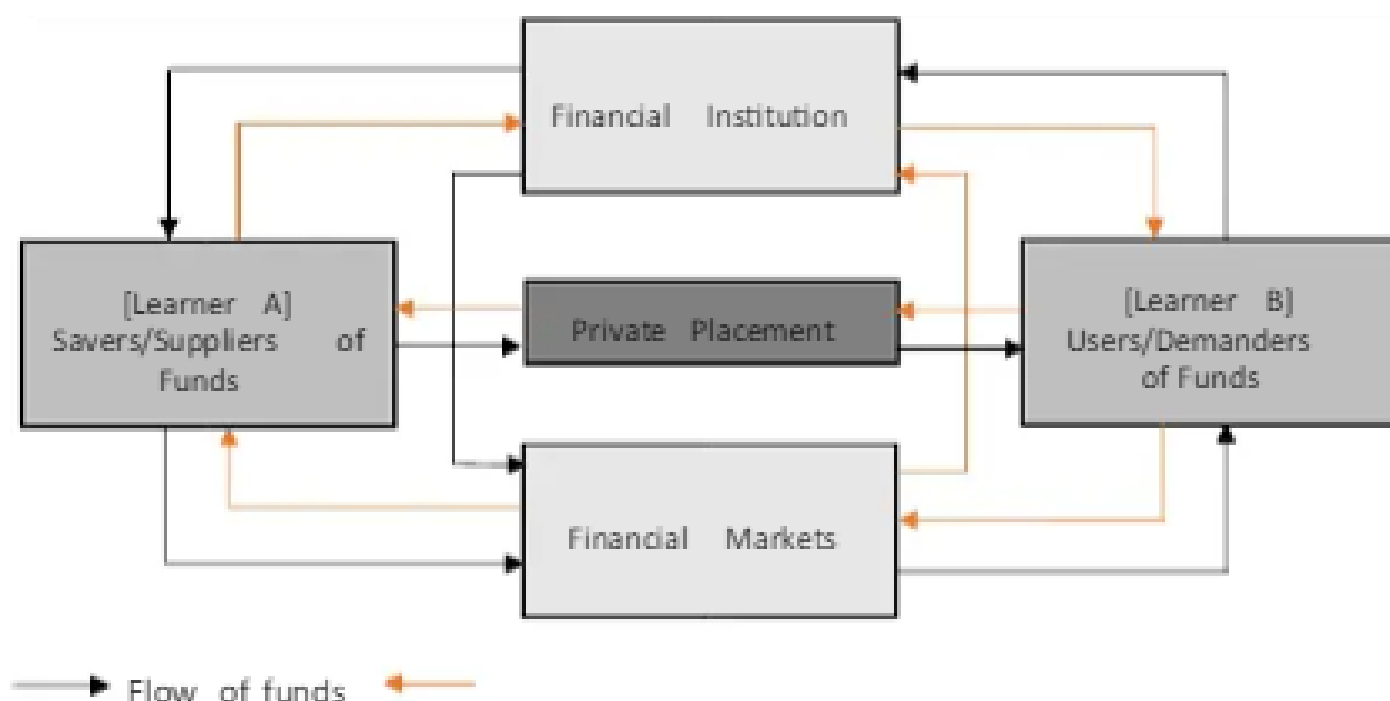 Financial Institution
[Learner A]
Savers/Suppliers of
Funds
Private Placement
[Learner B]
Users/Demanders
of Funds
Financial Markets
Flow of funds